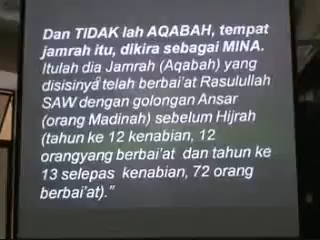 Dan TIDAK lah AQABAH, tempat
jamrah itu, dikira sebagai MINA.
Itulah dia Jamrah (Aqabah) yang
disisinya telah berbai'at Rasulullah
SAW dengan golongan Ansar
(orang Madinah) sebelum Hijrah
(tahun ke 12 kenabian, 12
orangyang berbai'at dan tahun ke
13 selepas kenabian, 72 orang
berbai'at)."